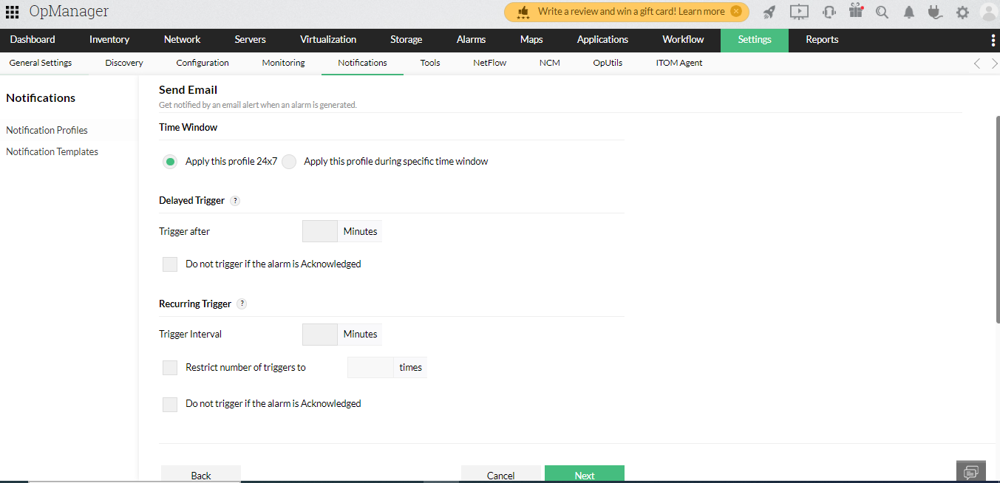 OpManager
Write a review and win a gift card! Learn more
Dashboard Inventory Network Servers Virtualization Storage Alarms Maps Applications Workflow Settings Reports
General Settings Discovery Configuration Monitoring Notifications Tools NetFlow NCM OpUtils ITOM Agent
Notifications
Notification Profiles
Notification Templates
Send Email
Get notified by an email alert when an alarm is generated.
Time Window
Apply this profile 24x7 Apply this profile during specific time window
Delayed Trigger ?
Trigger after Minutes
Do not trigger if the alarm is Acknowledged
Recurring Trigger ?
Trigger Interval Minutes
Restrict number of triggers to times
Do not trigger if the alarm is Acknowledged
Back Cancel Next